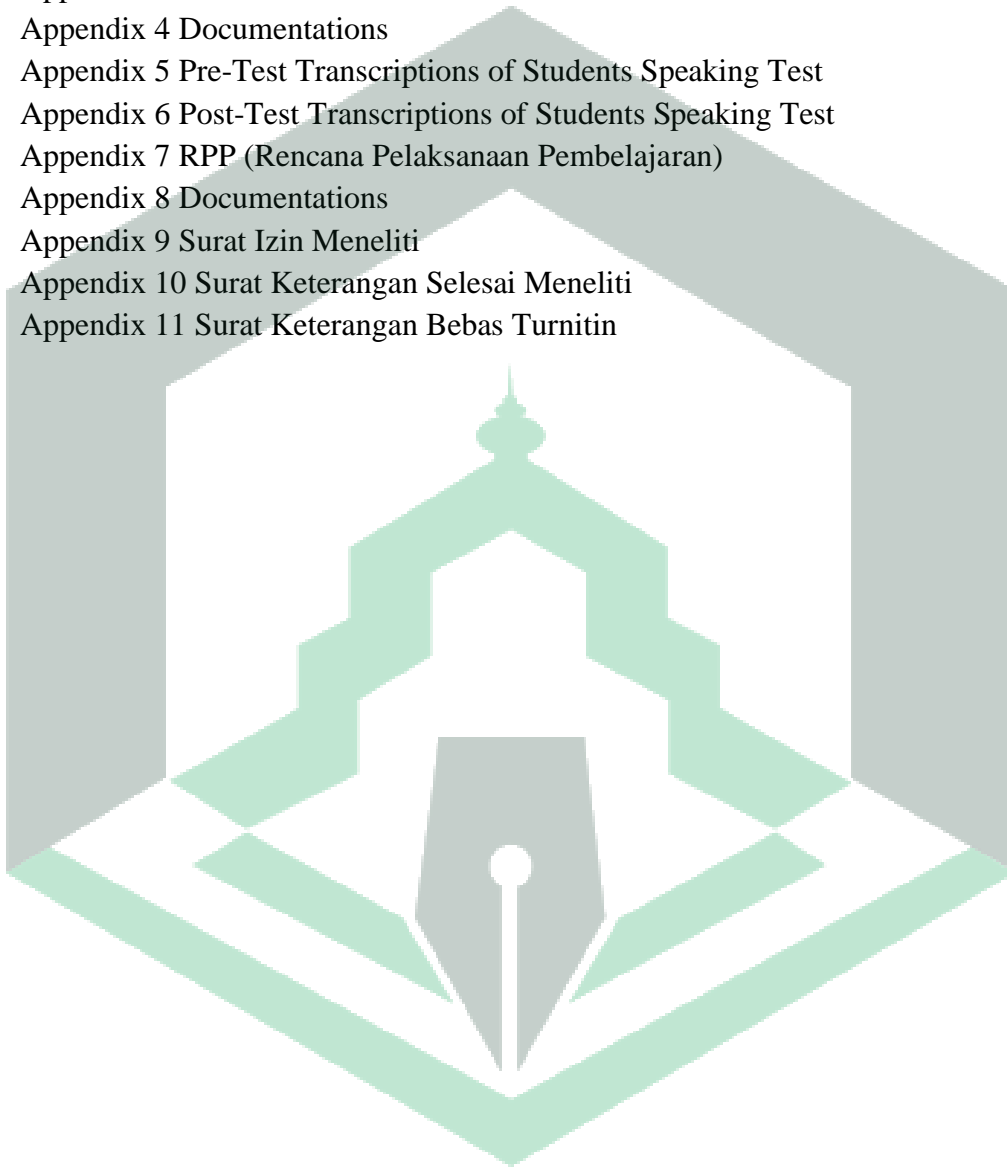 Appendix 4 Documentations
Appendix 5 Pre-Test Transcriptions of Students Speaking Test
Appendix 6 Post-Test Transcriptions of Students Speaking Test
Appendix 7 RPP (Rencana Pelaksanaan Pembelajaran)
Appendix 8 Documentations
Appendix 9 Surat Izin Meneliti
Appendix 10 Surat Keterangan Selesai Meneliti
Appendix 11 Surat Keterangan Bebas Turnitin